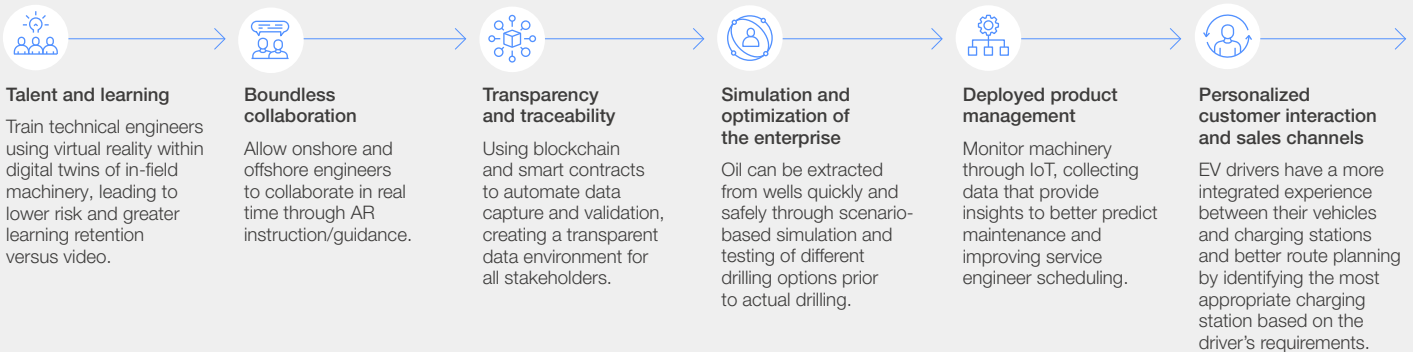 Talent and learning
Train technical engineers
using virtual reality within
digital twins of in-field
machinery, leading to
lower risk and greater
learning retention
versus video.
Boundless
collaboration
Allow onshore and
offshore engineers
to collaborate in real
time through AR
instruction/guidance.
Transparency
and traceability
Using blockchain
and smart contracts
to automate data
capture and validation,
creating a transparent
data environment for
all stakeholders.
Simulation and
optimization of
the enterprise
Oil can be extracted
from wells quickly and
safely through scenario-
based simulation and
testing of different
drilling options prior
to actual drilling.
Deployed product
management
Monitor machinery
through IoT, collecting
data that provide
insights to better predict
maintenance and
improving service
engineer scheduling.
Personalized
customer interaction
and sales channels
EV drivers have a more
integrated experience
between their vehicles
and charging stations
and better route planning
by identifying the most
appropriate charging
station based on the
driver's requirements.